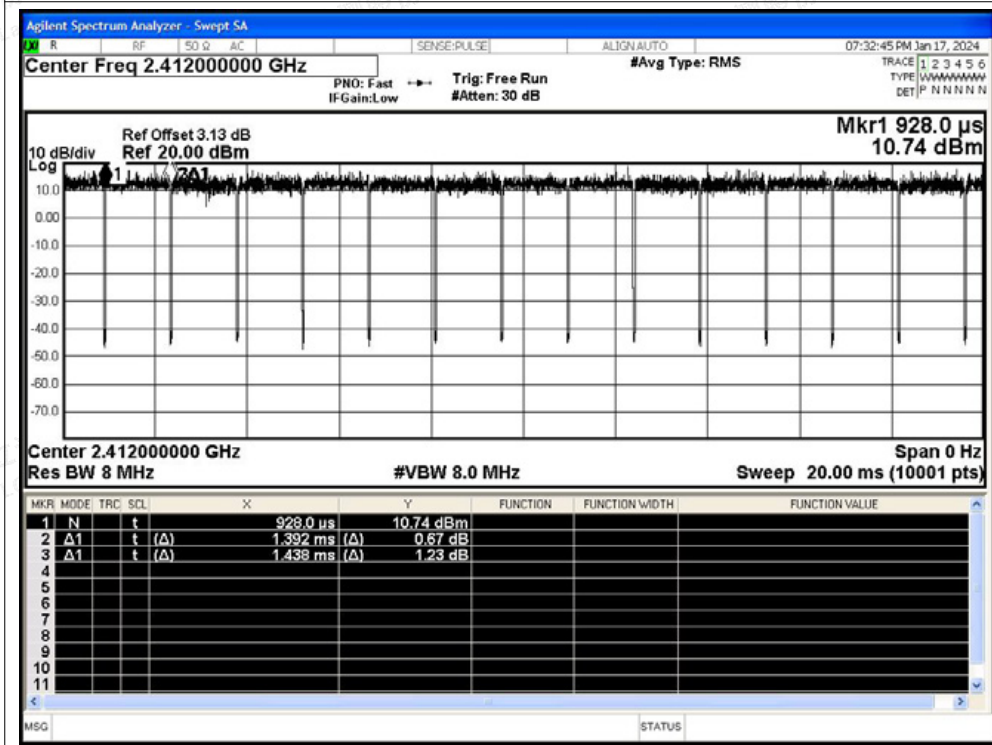 Agilent Spectrum Analyzer - Swept SA
LXI R RF 50 Ω AC SENSE:PULSE ALIGN AUTO 07:32:45 PM Jan 17, 2024
Center Freq 2.412000000 GHz #Avg Type: RMS TRACE 1 2 3 4 5 6
PNO: Fast Trig: Free Run TYPE WWWWWW
IFGain:Low #Atten: 30 dB DET P N N N N N
Mkr1 928.0 µs
Ref Offset 3.13 dB
10 dB/div Ref 20.00 dBm 10.74 dBm
Log
1 3Δ1
10.0
0.00
-10.0
-20.0
-30.0
-40.0
-50.0
-60.0
-70.0
Center 2.412000000 GHz Span 0 Hz
Res BW 8 MHz #VBW 8.0 MHz Sweep 20.00 ms (10001 pts)
MKR MODE TRC SCL X Y FUNCTION FUNCTION WIDTH FUNCTION VALUE
1 N t 928.0 µs 10.74 dBm
2 Δ1 t (Δ) 1.392 ms (Δ) 0.67 dB
3 Δ1 t (Δ) 1.438 ms (Δ) 1.23 dB
4
5
6
7
8
9
10
11
MSG STATUS